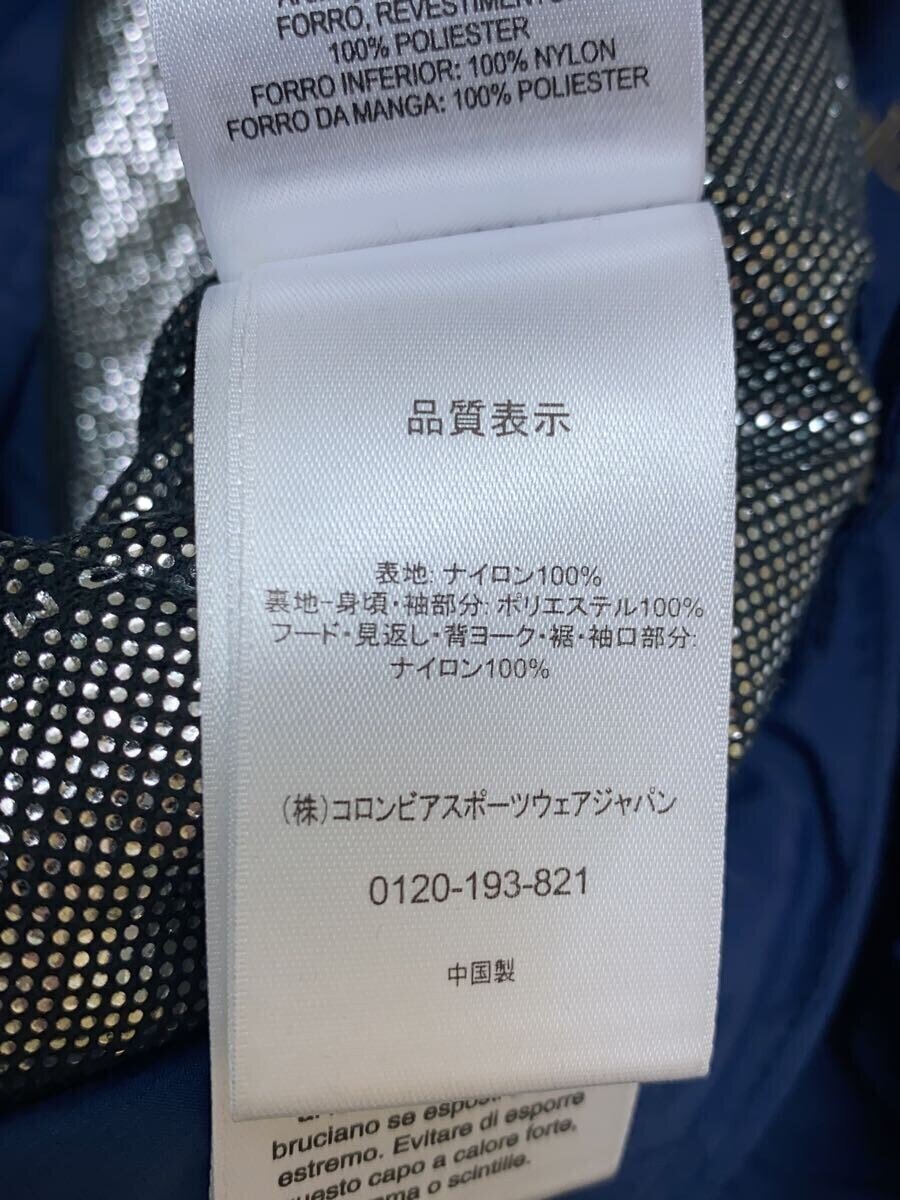 FORRO, REVESTIMENTO
100% POLIESTER
FORRO INFERIOR: 100% NYLON
FORRO DA MANGA: 100% POLIESTER
品質表示
表地: ナイロン100%
裏地-身頃・袖部分: ポリエステル100%
フード・見返し・背ヨーク・裾・袖口部分:
ナイロン100%
(株)コロンビアスポーツウェアジャパン
0120-193-821
中国製
bruciano se
estremo. Evitare di esporre
questo capo a calore forte,
o scintille.